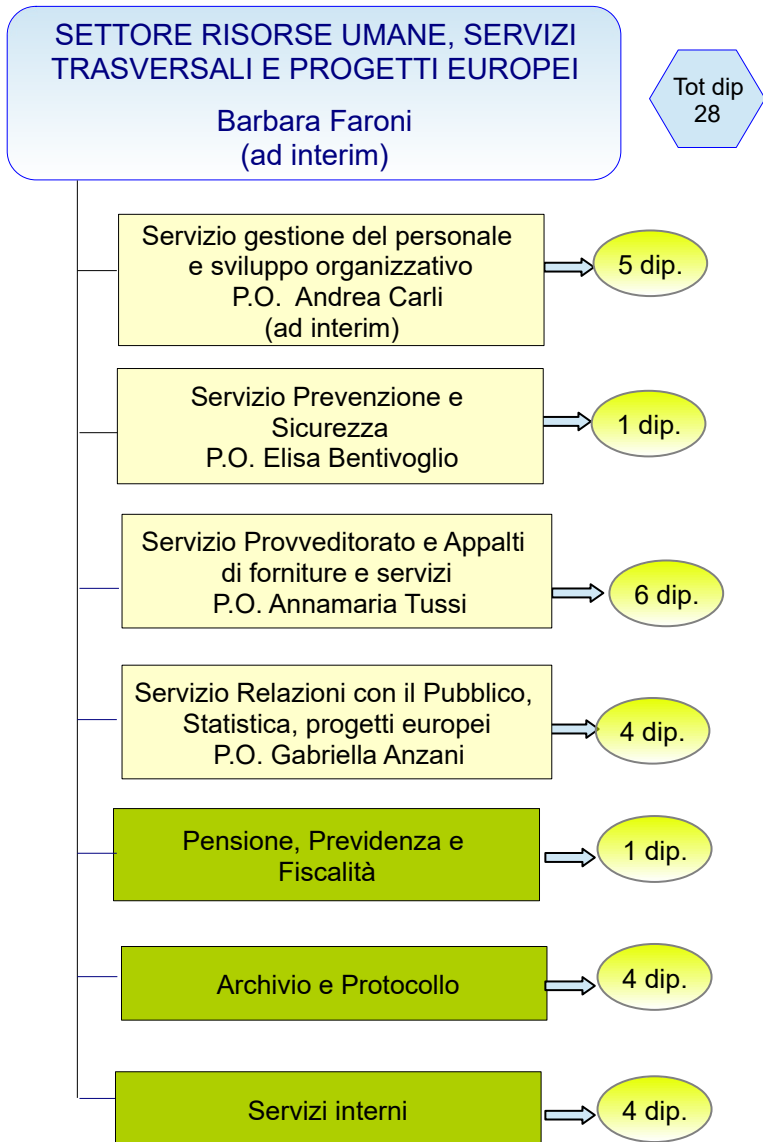 SETTORE RISORSE UMANE, SERVIZI
TRASVERSALI E PROGETTI EUROPEI
Barbara Faroni
(ad interim)
Tot dip
28
Servizio gestione del personale
e sviluppo organizzativo
P.O. Andrea Carli
(ad interim)
5 dip.
Servizio Prevenzione e
Sicurezza
P.O. Elisa Bentivoglio
1 dip.
Servizio Provveditorato e Appalti
di forniture e servizi
P.O. Annamaria Tussi
6 dip.
Servizio Relazioni con il Pubblico,
Statistica, progetti europei
P.O. Gabriella Anzani
4 dip.
Pensione, Previdenza e
Fiscalità
1 dip.
Archivio e Protocollo
4 dip.
Servizi interni
4 dip.